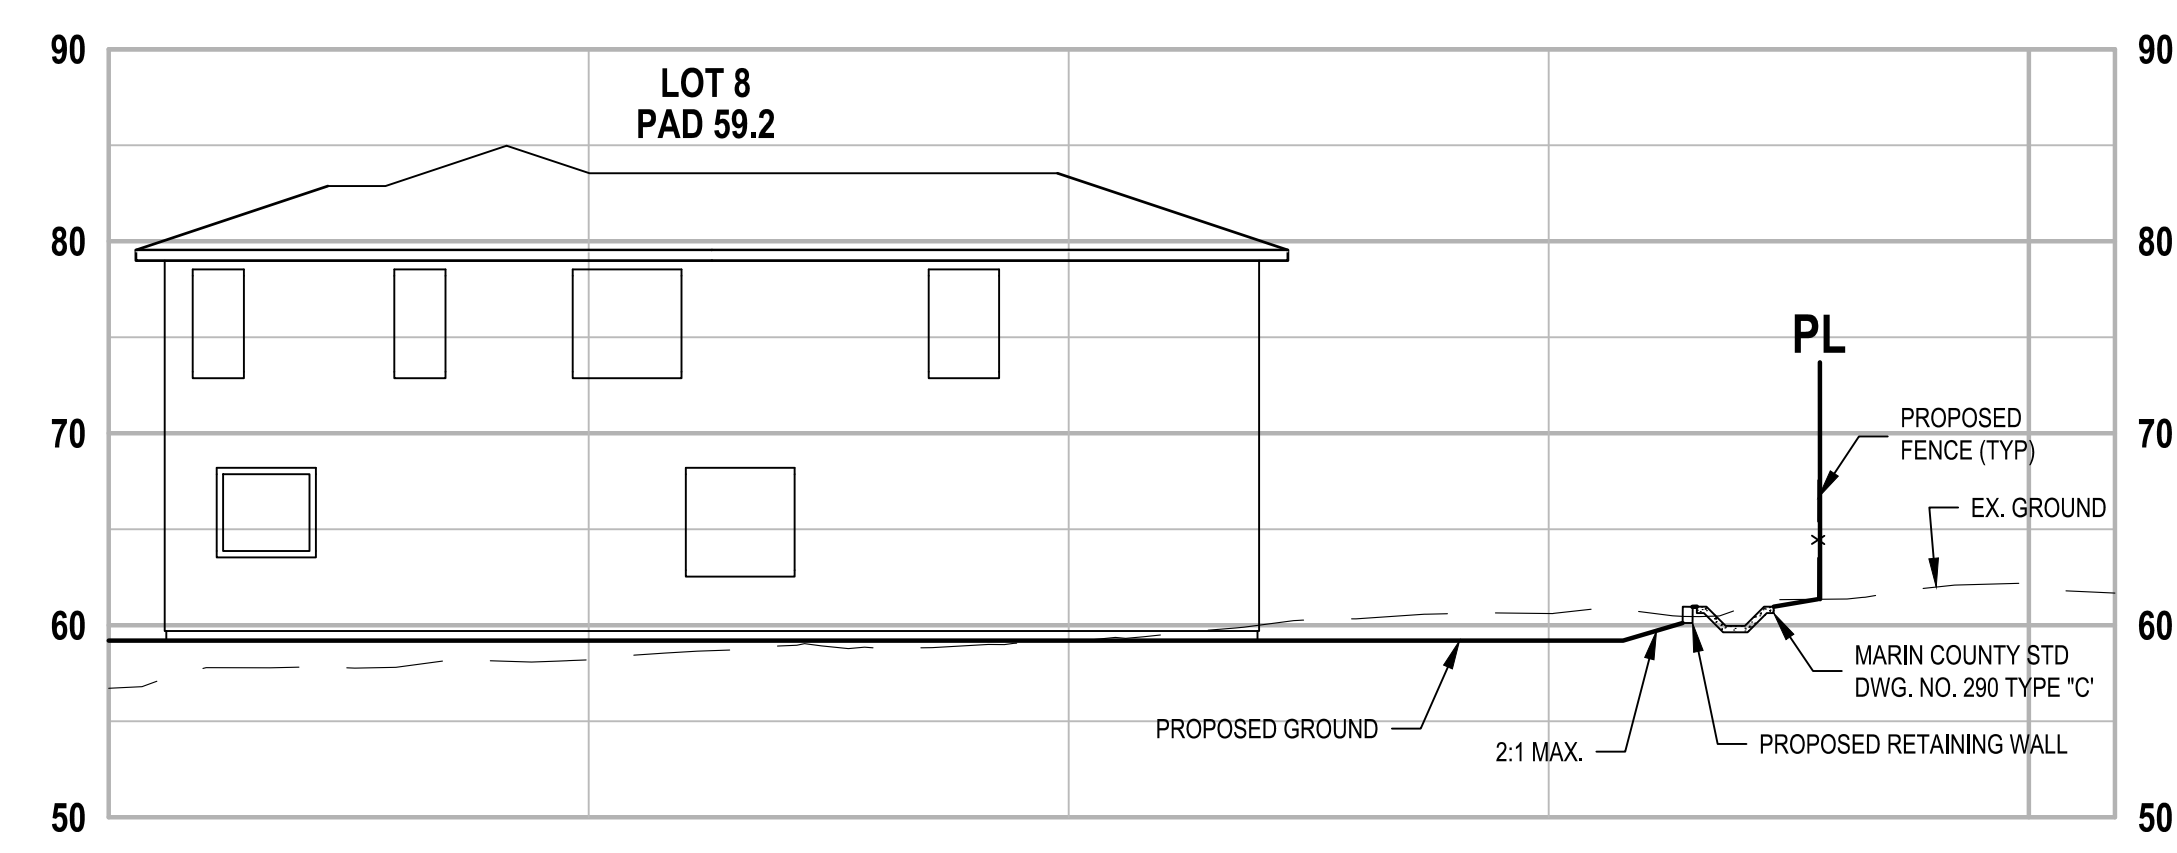 90
90
LOT 8
PAD 59.2
80
80
PL
70
70
PROPOSED
FENCE (TYP)
EX. GROUND
60
60
MARIN COUNTY STD
DWG. NO. 290 TYPE "C'
PROPOSED GROUND
2:1 MAX.
PROPOSED RETAINING WALL
50
50